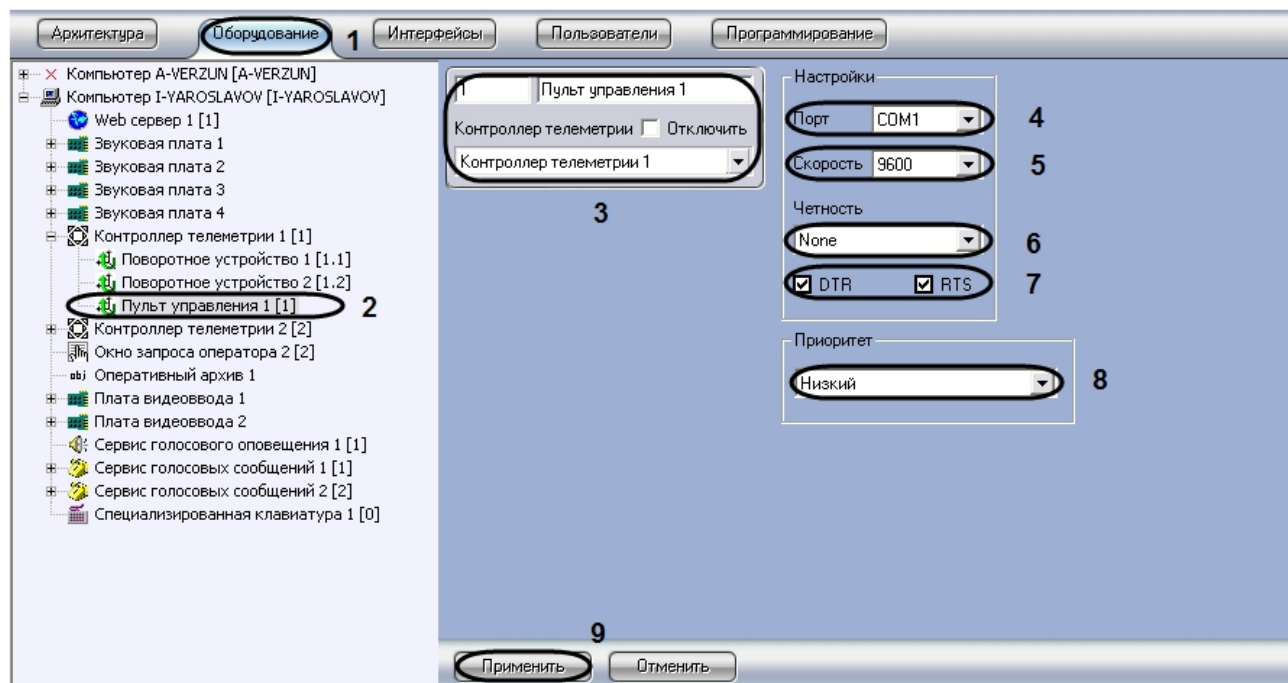 Архитектура Оборудование 1 Интерфейсы Пользователи Программирование
Компьютер A-VERZUN [A-VERZUN]
Компьютер I-YAROSLAVOV [I-YAROSLAVOV]
Web сервер 1 [1]
Звуковая плата 1
Звуковая плата 2
Звуковая плата 3
Звуковая плата 4
Контроллер телеметрии 1 [1]
Поворотное устройство 1 [1.1]
Поворотное устройство 2 [1.2]
Пульт управления 1 [1] 2
Контроллер телеметрии 2 [2]
Окно запроса оператора 2 [2]
obj Оперативный архив 1
Плата видеоввода 1
Плата видеоввода 2
Сервис голосового оповещения 1 [1]
Сервис голосовых сообщений 1 [1]
Сервис голосовых сообщений 2 [2]
Специализированная клавиатура 1 [0]
1 Пульт управления 1
Контроллер телеметрии Отключить
Контроллер телеметрии 1
3
Настройки
Порт COM1 4
Скорость 9600 5
Четность
None 6
DTR RTS 7
Приоритет
Низкий 8
9
Применить Отменить